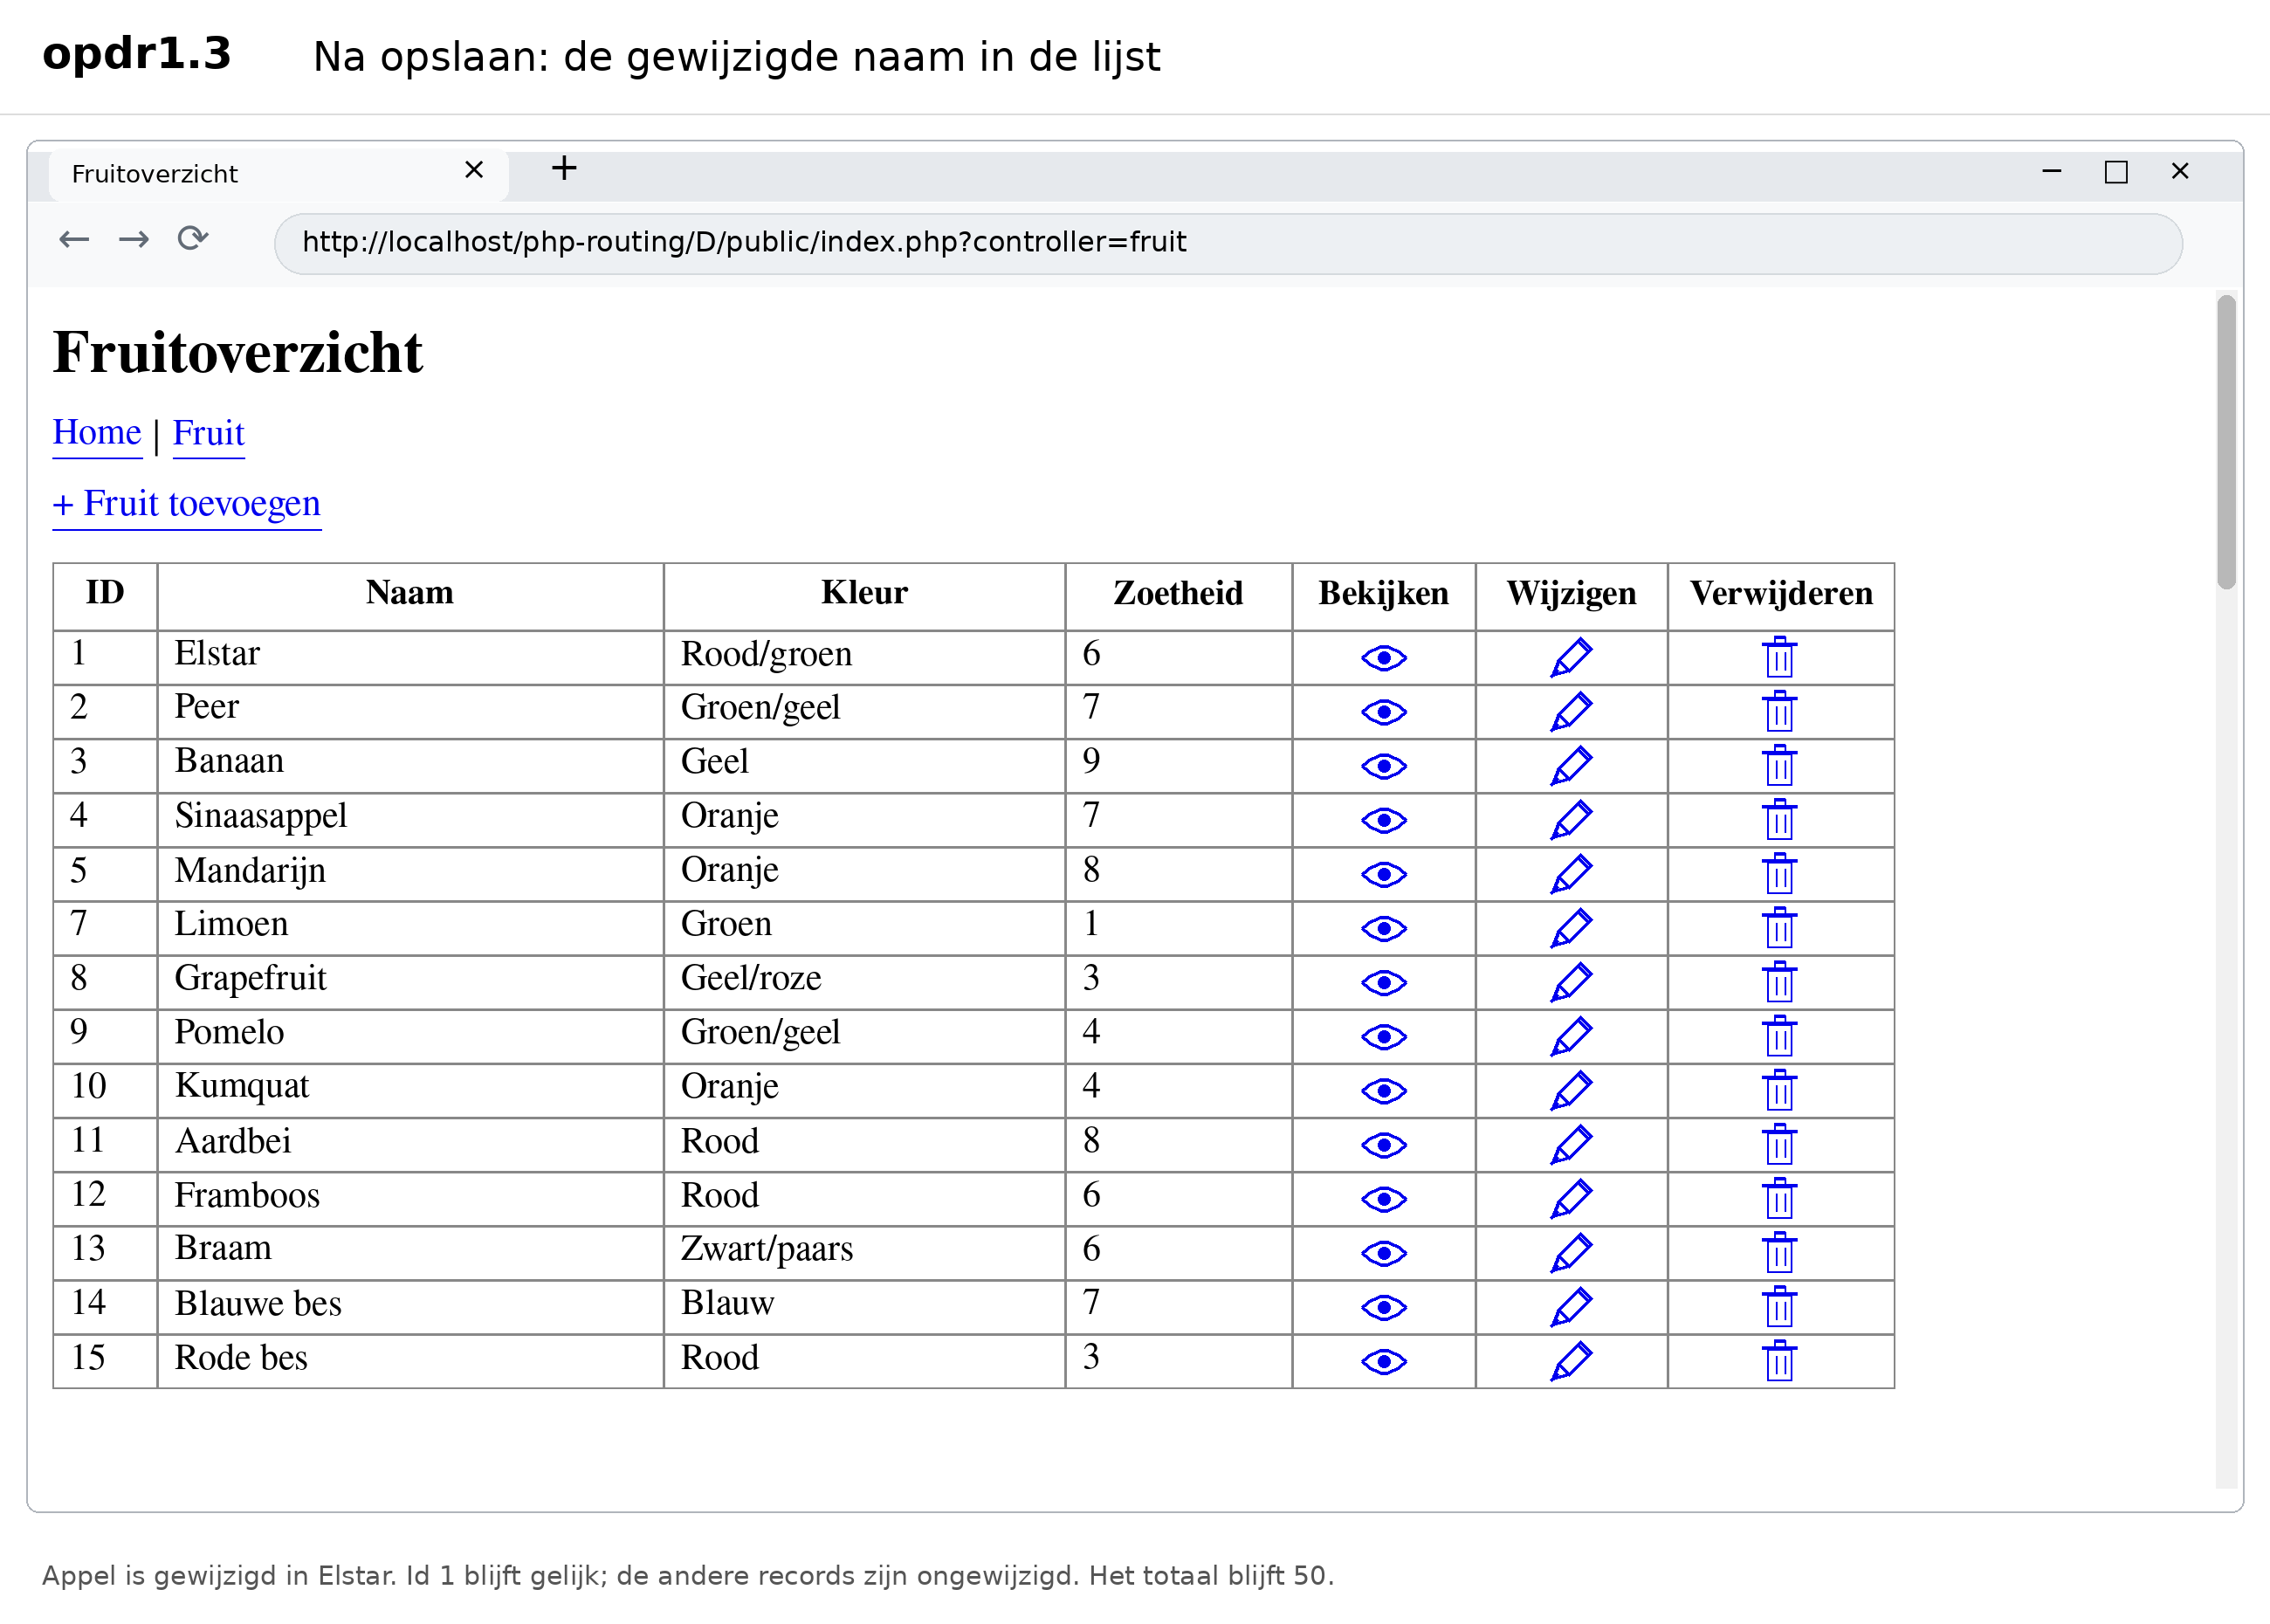 opdr1.3 Na opslaan: de gewijzigde naam in de lijst
Fruitoverzicht
http://localhost/php-routing/D/public/index.php?controller=fruit
Fruitoverzicht
Home | Fruit
+ Fruit toevoegen
ID Naam Kleur Zoetheid Bekijken Wijzigen Verwijderen
1 Elstar Rood/groen 6
2 Peer Groen/geel 7
3 Banaan Geel 9
4 Sinaasappel Oranje 7
5 Mandarijn Oranje 8
7 Limoen Groen 1
8 Grapefruit Geel/roze 3
9 Pomelo Groen/geel 4
10 Kumquat Oranje 4
11 Aardbei Rood 8
12 Framboos Rood 6
13 Braam Zwart/paars 6
14 Blauwe bes Blauw 7
15 Rode bes Rood 3
Appel is gewijzigd in Elstar. Id 1 blijft gelijk; de andere records zijn ongewijzigd. Het totaal blijft 50.